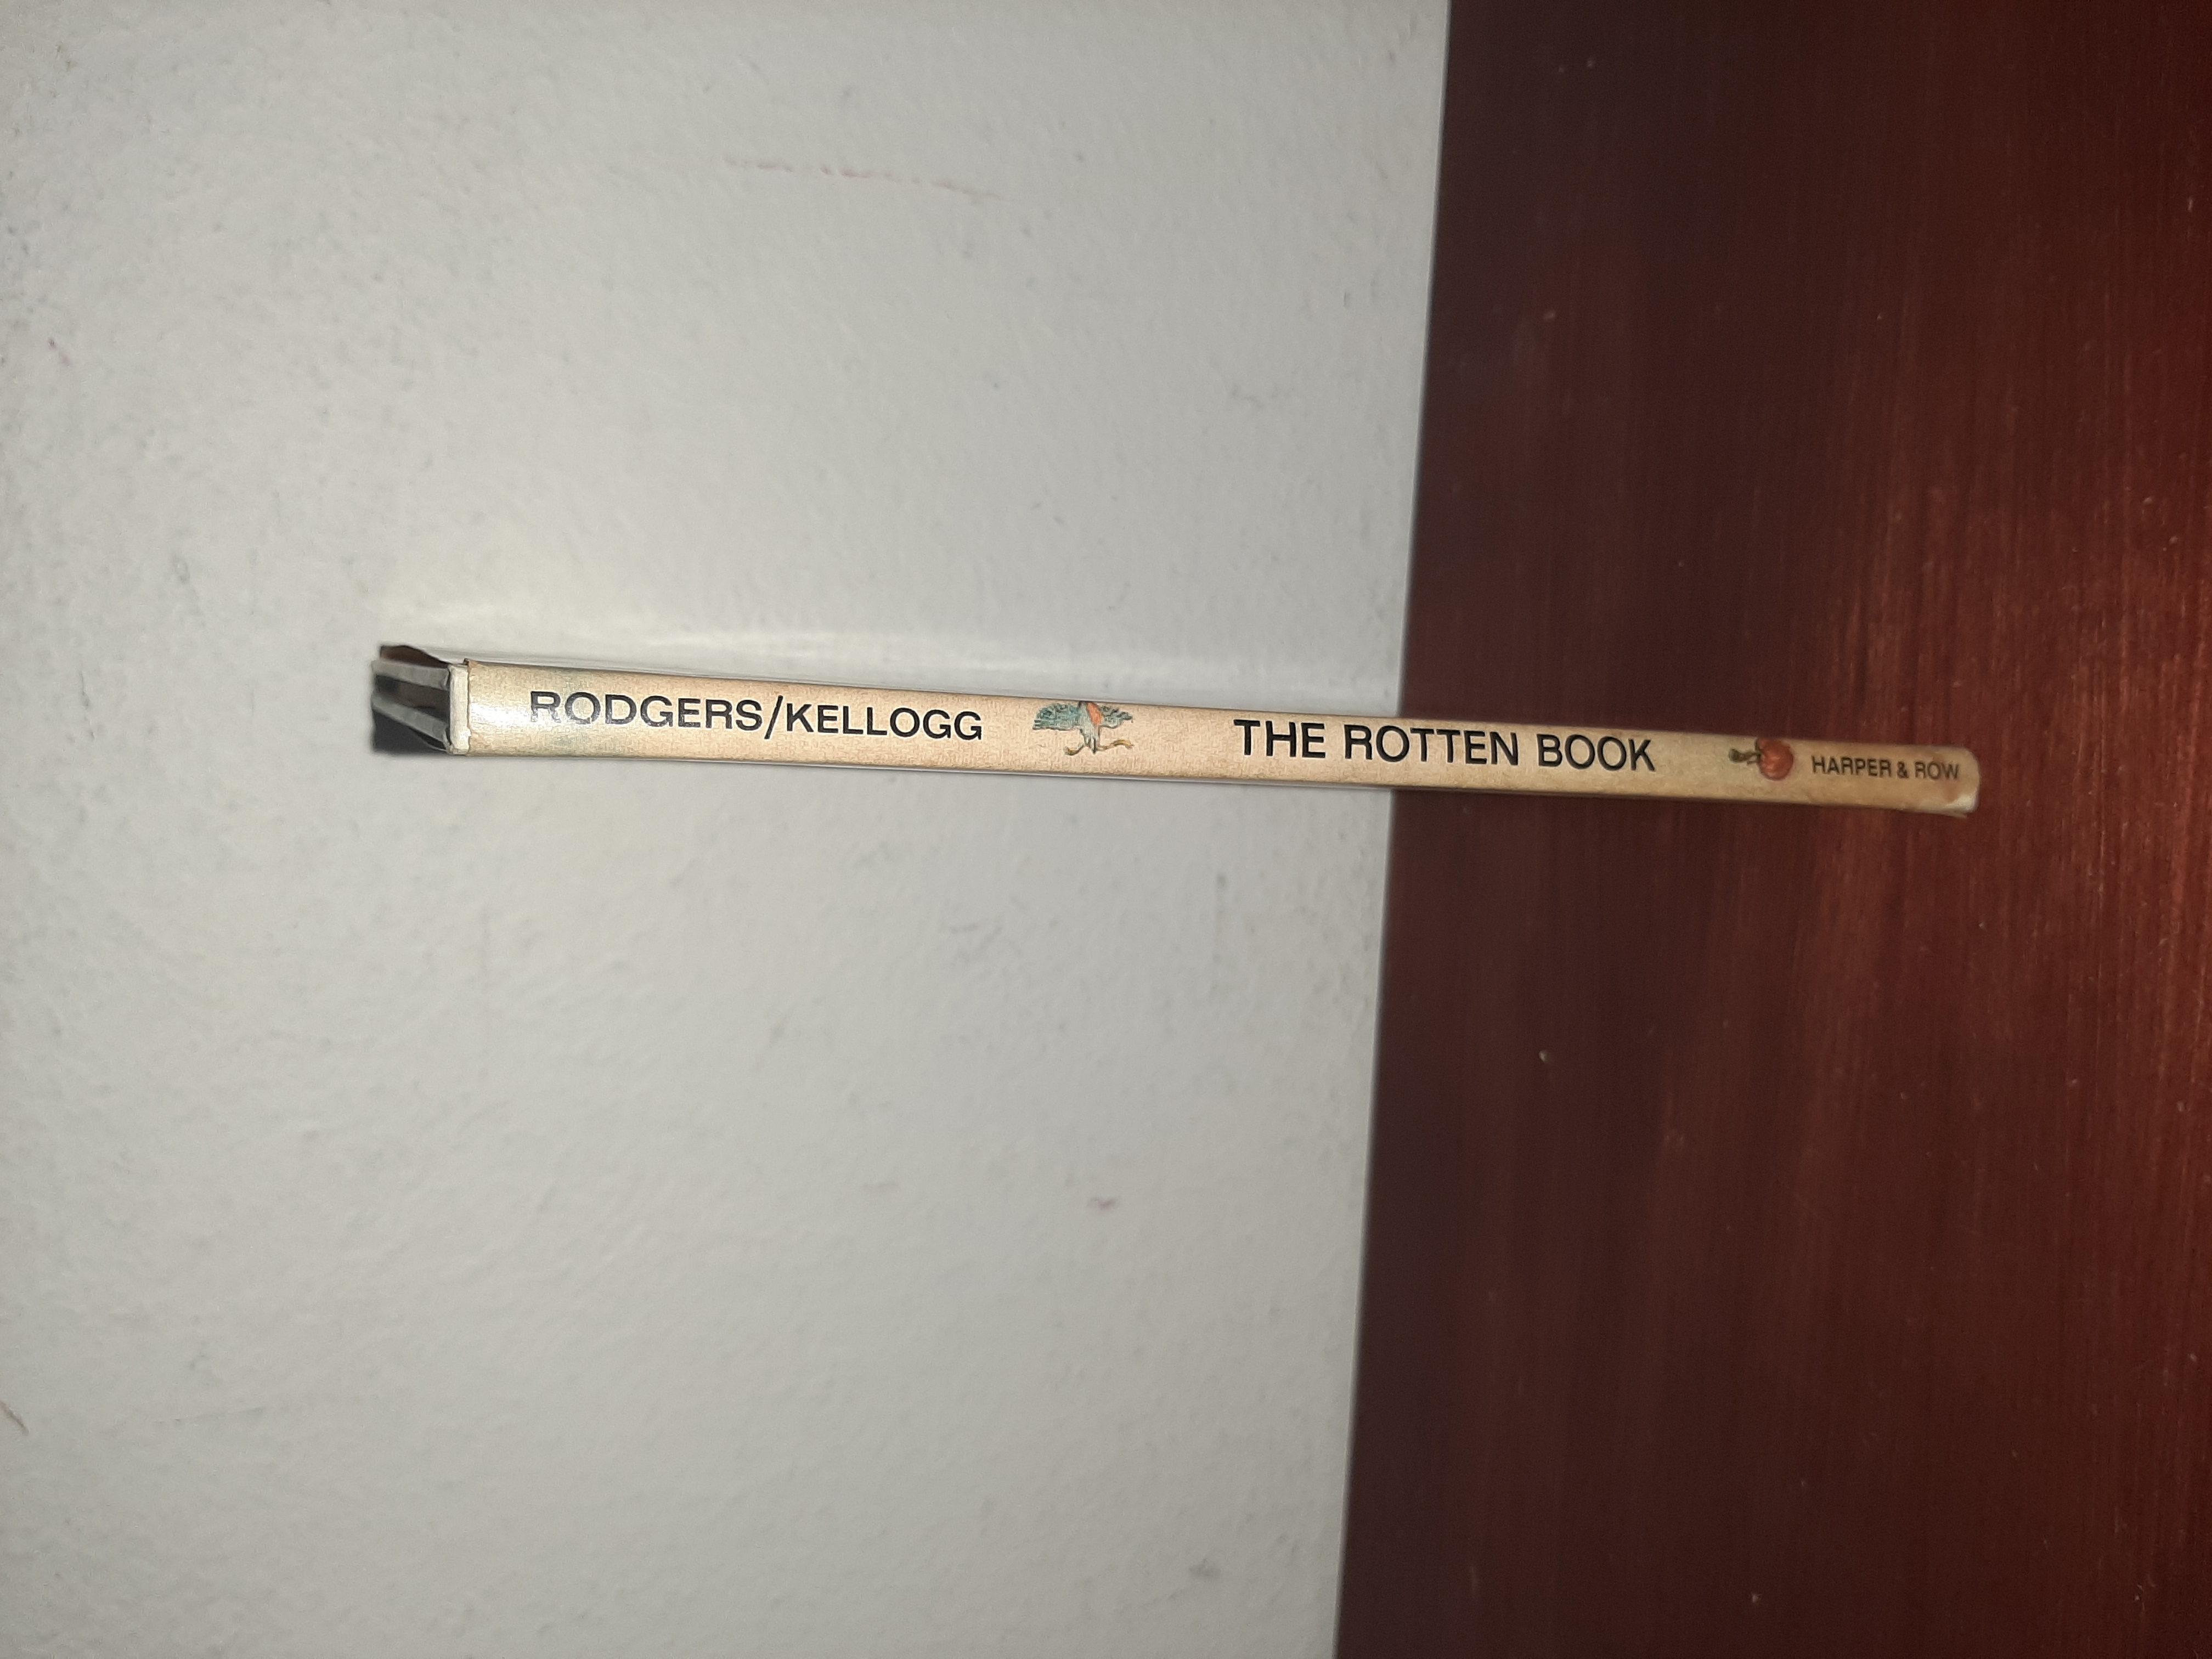 RODGERS/KELLOGG THE ROTTEN BOOK HARPER & ROW